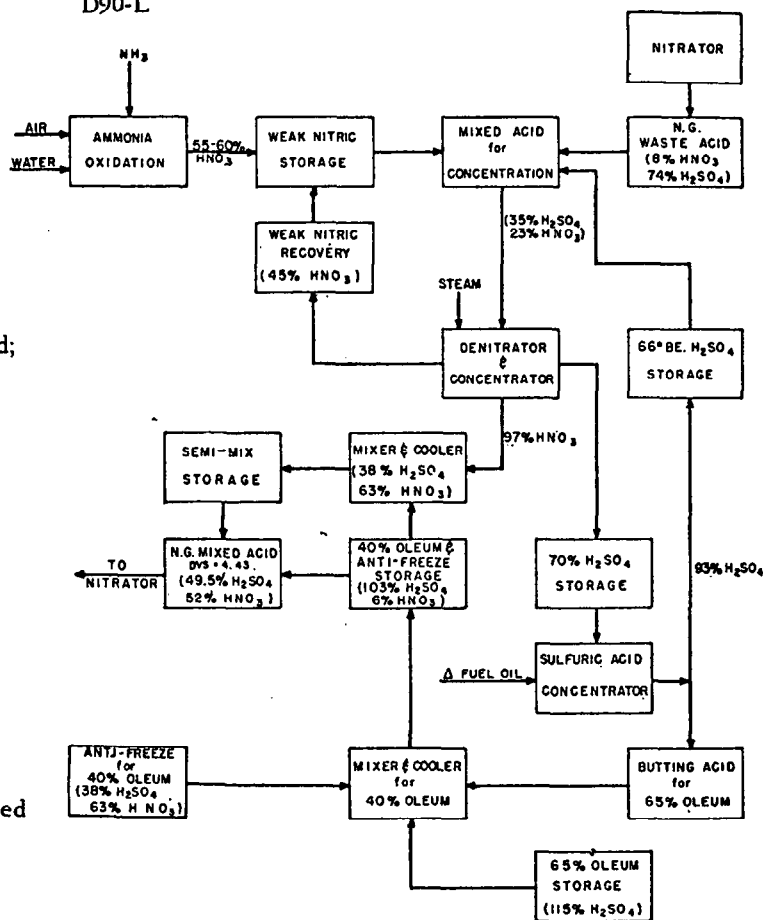 D90-L
NH₃
AIR
WATER
AMMONIA
OXIDATION
55-60%
HNO₃
WEAK NITRIC
STORAGE
MIXED ACID
for
CONCENTRATION
NITRATOR
N.G.
WASTE ACID
(8% HNO₃
74% H₂SO₄)
WEAK NITRIC
RECOVERY
(45% HNO₃)
(35% H₂SO₄
23% HNO₃)
STEAM
DENITRATOR
&
CONCENTRATOR
66° BE. H₂SO₄
STORAGE
d;
97% HNO₃
SEMI-MIX
STORAGE
MIXER & COOLER
(38% H₂SO₄
63% HNO₃)
TO
NITRATOR
N.G. MIXED ACID
DVS = 4.43.
(49.5% H₂SO₄
52% HNO₃)
40% OLEUM &
ANTI-FREEZE
STORAGE
(103% H₂SO₄
6% HNO₃)
70% H₂SO₄
STORAGE
93% H₂SO₄
Δ FUEL OIL
SULFURIC ACID
CONCENTRATOR
ANTI-FREEZE
for
40% OLEUM
(38% H₂SO₄
63% HNO₃)
MIXER & COOLER
for
40% OLEUM
BUTTING ACID
for
65% OLEUM
ed
65% OLEUM
STORAGE
(115% H₂SO₄)